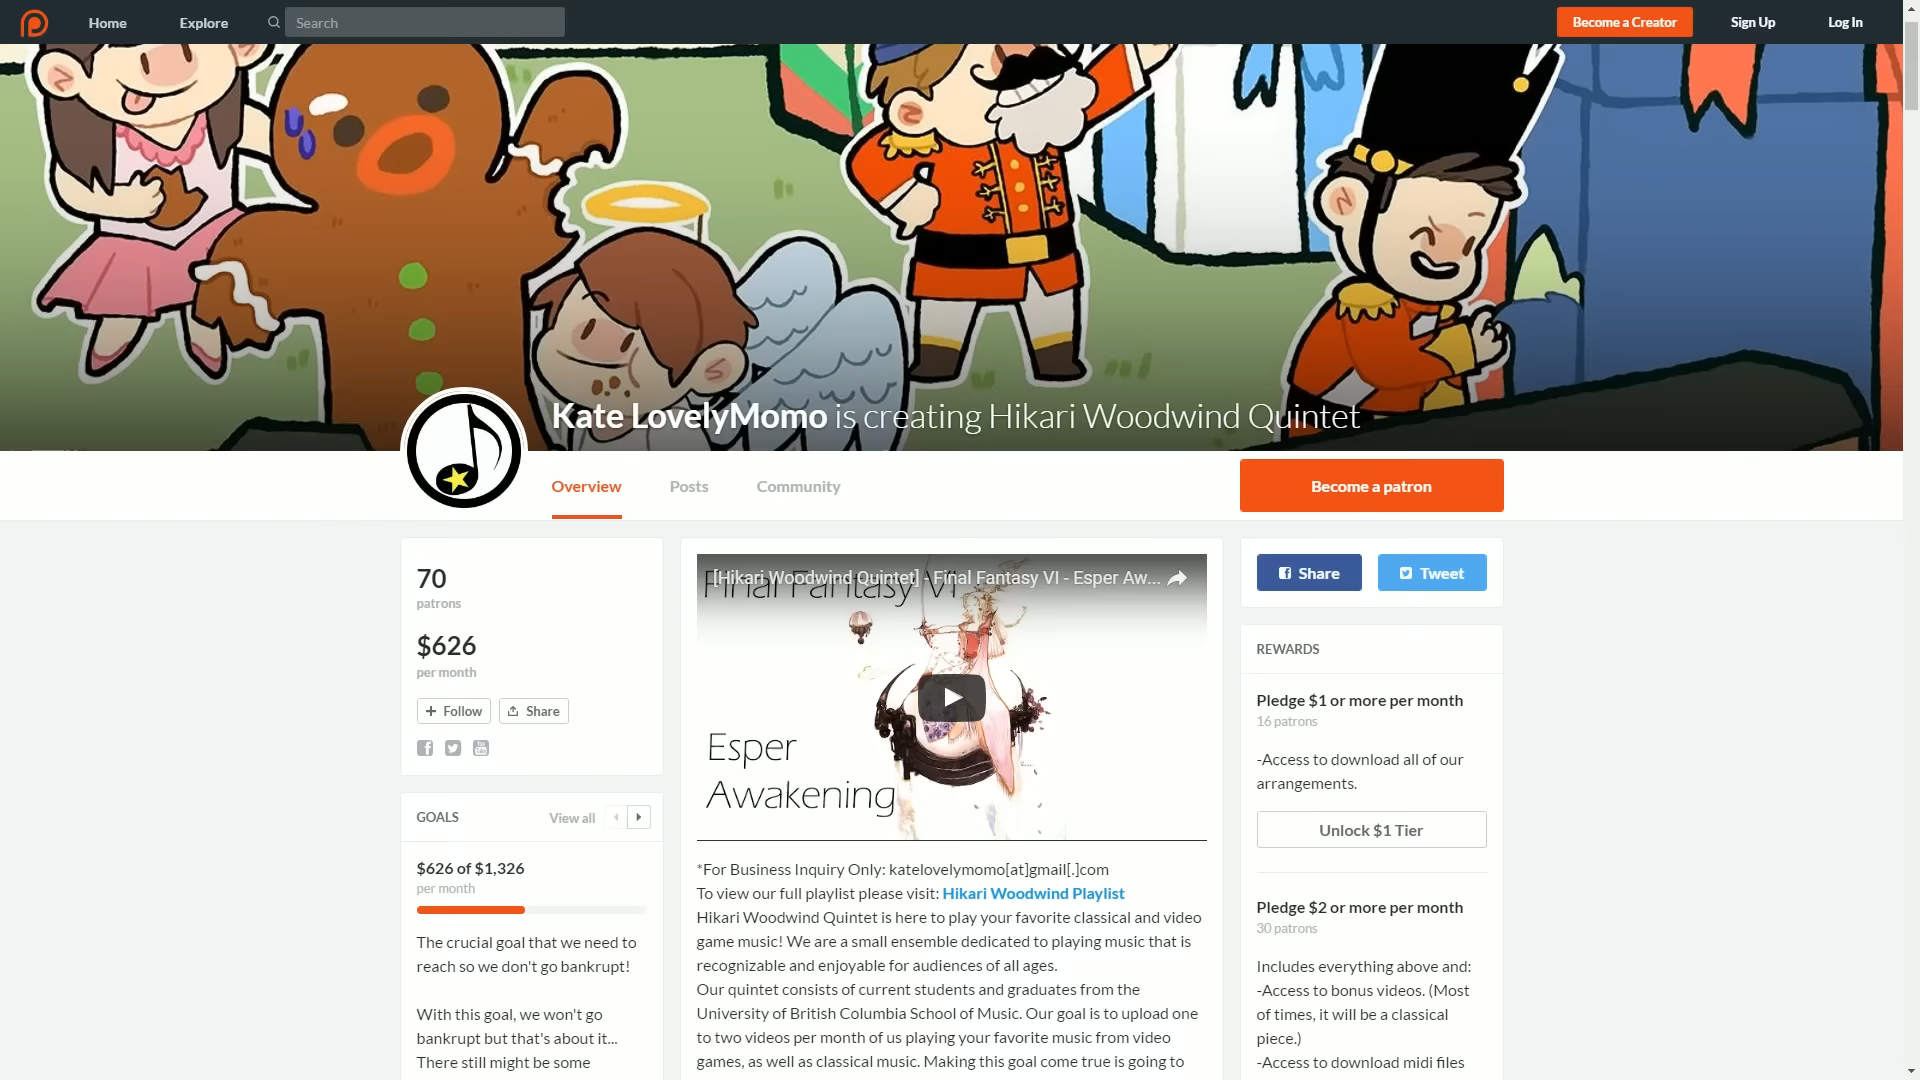 Home
Explore
Search
Become a Creator
Sign Up
Log In
Kate LovelyMomo is creating Hikari Woodwind Quintet
Overview
Posts
Community
Become a patron
70
patrons
$626
per month
Follow
Share
GOALS
View all
$626 of $1,326
per month
The crucial goal that we need to
reach so we don't go bankrupt!
With this goal, we won't go
bankrupt but that's about it...
There still might be some
[Hikari Woodwind Quintet] - Final Fantasy VI - Esper Aw...
Final Fantasy VI
Esper
Awakening
*For Business Inquiry Only: katelovelymomo[at]gmail[.]com
To view our full playlist please visit: Hikari Woodwind Playlist
Hikari Woodwind Quintet is here to play your favorite classical and video
game music! We are a small ensemble dedicated to playing music that is
recognizable and enjoyable for audiences of all ages.
Our quintet consists of current students and graduates from the
University of British Columbia School of Music. Our goal is to upload one
to two videos per month of us playing your favorite music from video
games, as well as classical music. Making this goal come true is going to
Share
Tweet
REWARDS
Pledge $1 or more per month
16 patrons
-Access to download all of our
arrangements.
Unlock $1 Tier
Pledge $2 or more per month
30 patrons
Includes everything above and:
-Access to bonus videos. (Most
of times, it will be a classical
piece.)
-Access to download midi files